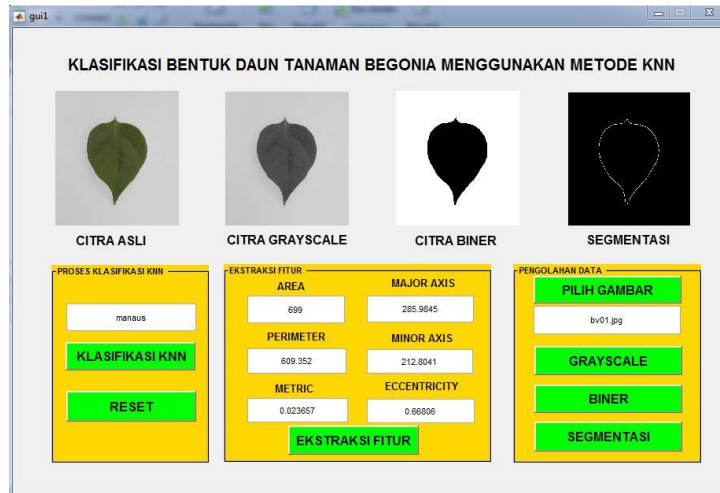 gui1
KLASIFIKASI BENTUK DAUN TANAMAN BEGONIA MENGGUNAKAN METODE KNN
CITRA ASLI
CITRA GRAYSCALE
CITRA BINER
SEGMENTASI
PROSES KLASIFIKASI KNN
manaus
KLASIFIKASI KNN
RESET
EKSTRAKSI FITUR
AREA
MAJOR AXIS
699
285.9845
PERIMETER
MINOR AXIS
609.352
212.8041
METRIC
ECCENTRICITY
0.023657
0.66806
EKSTRAKSI FITUR
PENGOLAHAN DATA
PILIH GAMBAR
bv01.jpg
GRAYSCALE
BINER
SEGMENTASI